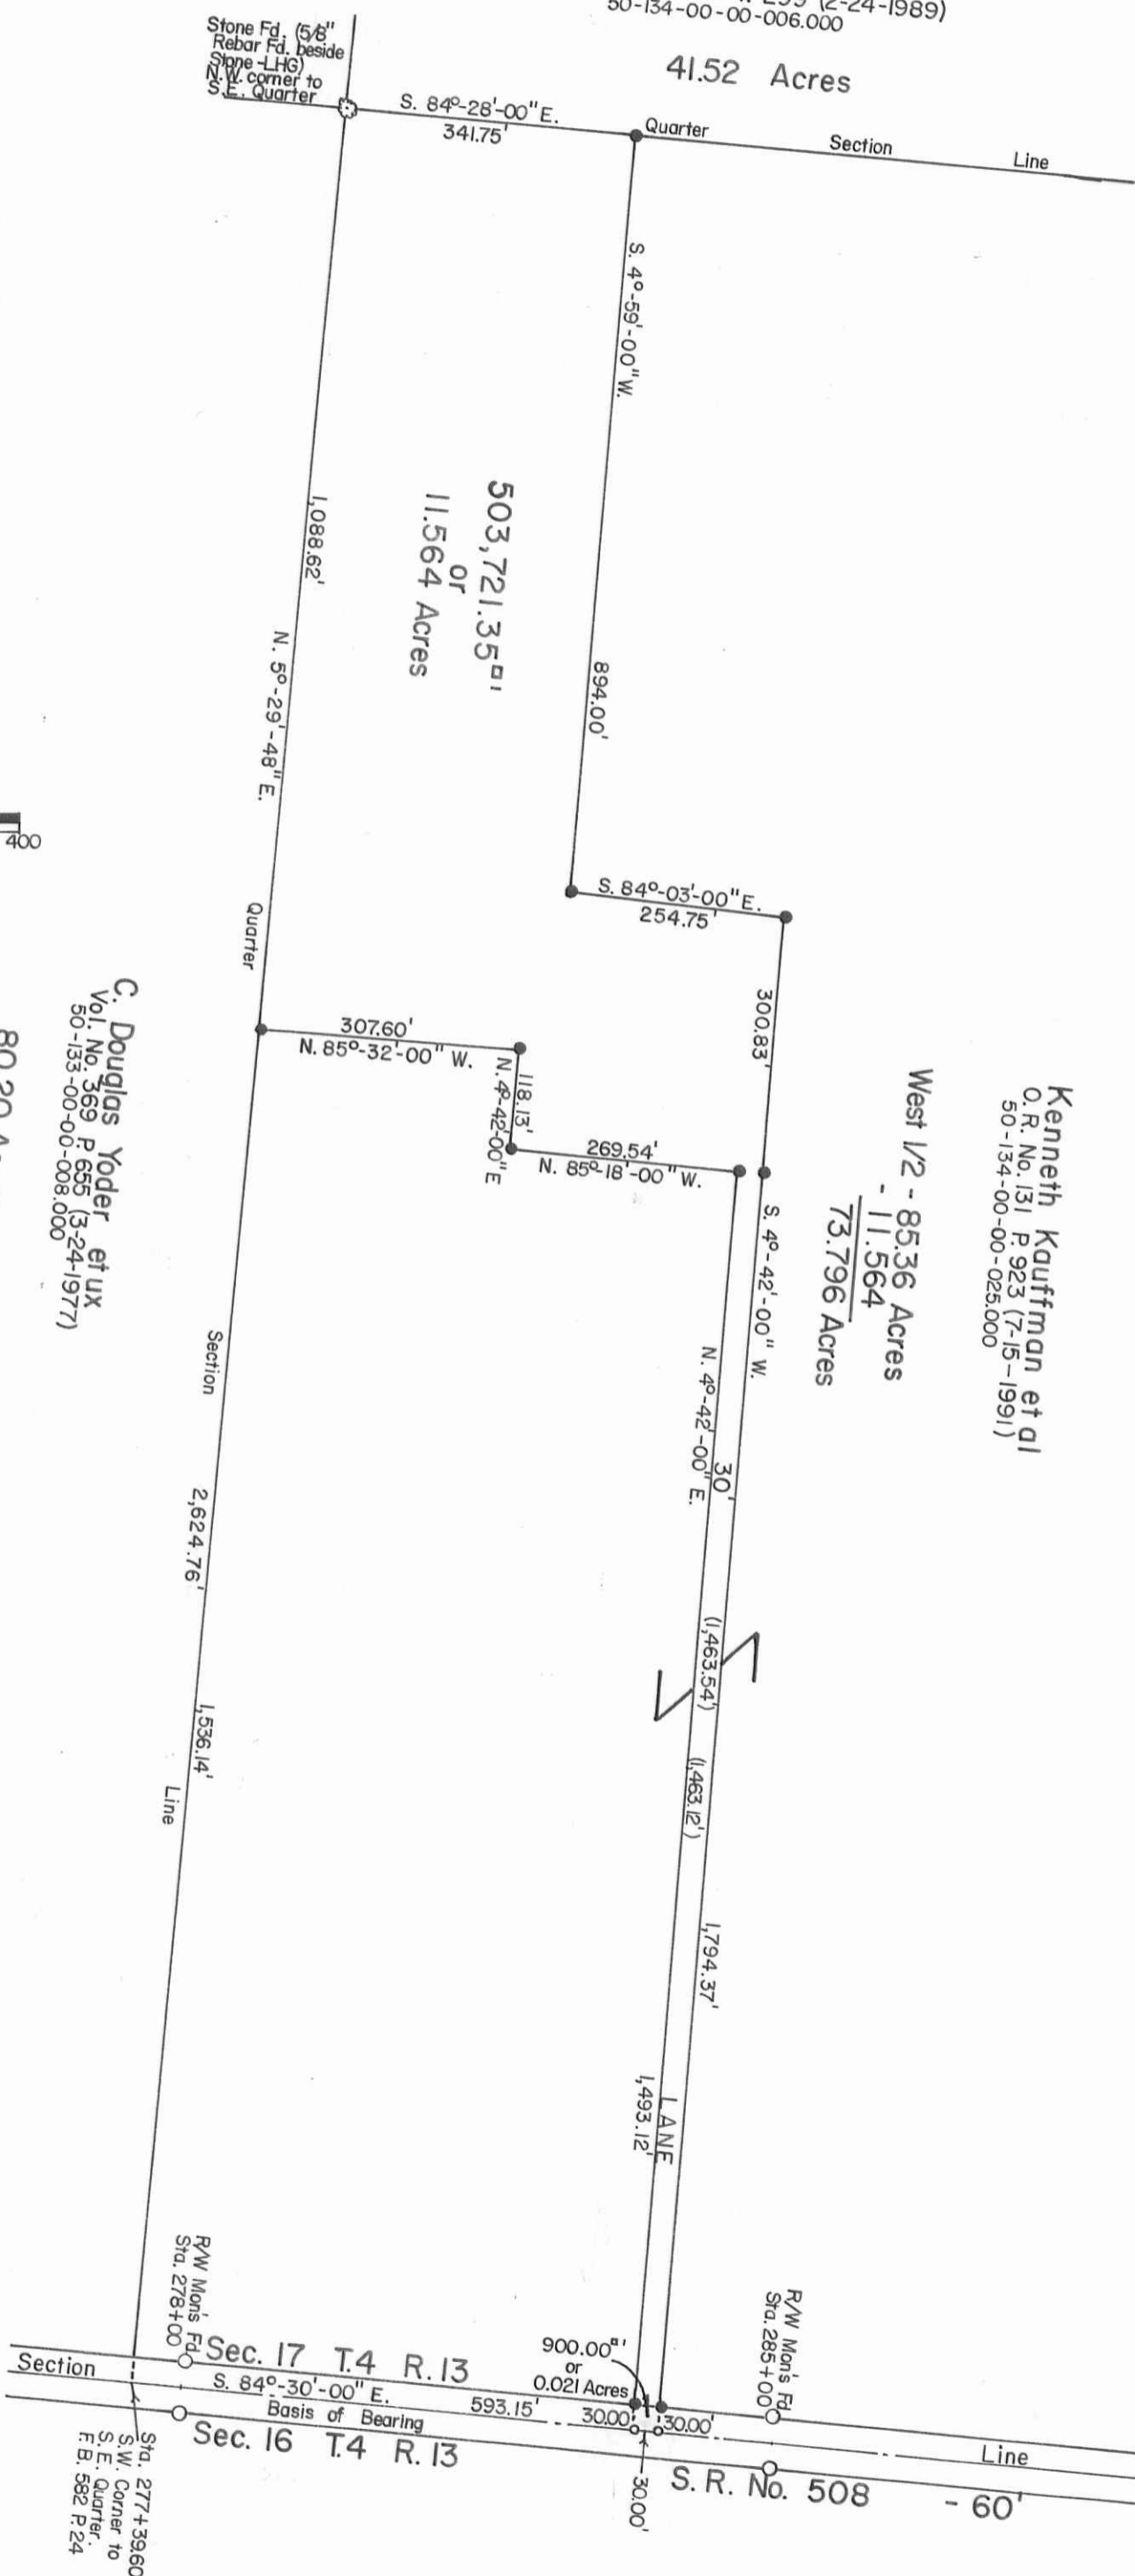 (2-24-1989)
50-134-00-00-006.000
41.52 Acres
Stone Fd. (5/8"
Rebar Fd. beside
Stone -LHG)
N.W. corner to
S.E. Quarter
S. 84°-28'-00" E.
341.75'
Quarter Section Line
S. 4°-59'-00" W.
894.00'
1,088.62'
N. 5°-29'-48" E.
503,721.35□'
or
11.564 Acres
S. 84°-03'-00" E.
254.75'
300.83'
S. 4°-42'-00" W.
307.60'
N. 85°-32'-00" W.
118.13'
N. 4°-42'-00" E
269.54'
N. 85°-18'-00" W.
Kenneth Kauffman et al
O.R. No. 131 P. 923 (7-15-1991)
50-134-00-00-025.000
West 1/2 - 85.36 Acres
- 11.564
73.796 Acres
N. 4°-42'-00" E.
30'
(1,463.54')
(1,463.12')
1,794.37'
1,493.12'
LANE
400
C. Douglas Yoder et ux
Vol. No. 369 P. 655 (3-24-1977)
50-133-00-00-008.000
80.20
Quarter Section Line
2,624.76'
1,536.14'
R/W Mon's Fd.
Sta. 278+00
R/W Mon's Fd.
Sta. 285+00
Sec. 17 T.4 R. 13
900.00□'
or
0.021 Acres
Section
S. 84°-30'-00" E.
593.15'
30.00'
30.00'
Basis of Bearing
Line
Sec. 16 T.4 R. 13
30.00'
S.R. No. 508 - 60'
Sta. 277+39.60
S.W. Corner to
S.E. Quarter.
F.B. 582 P. 24